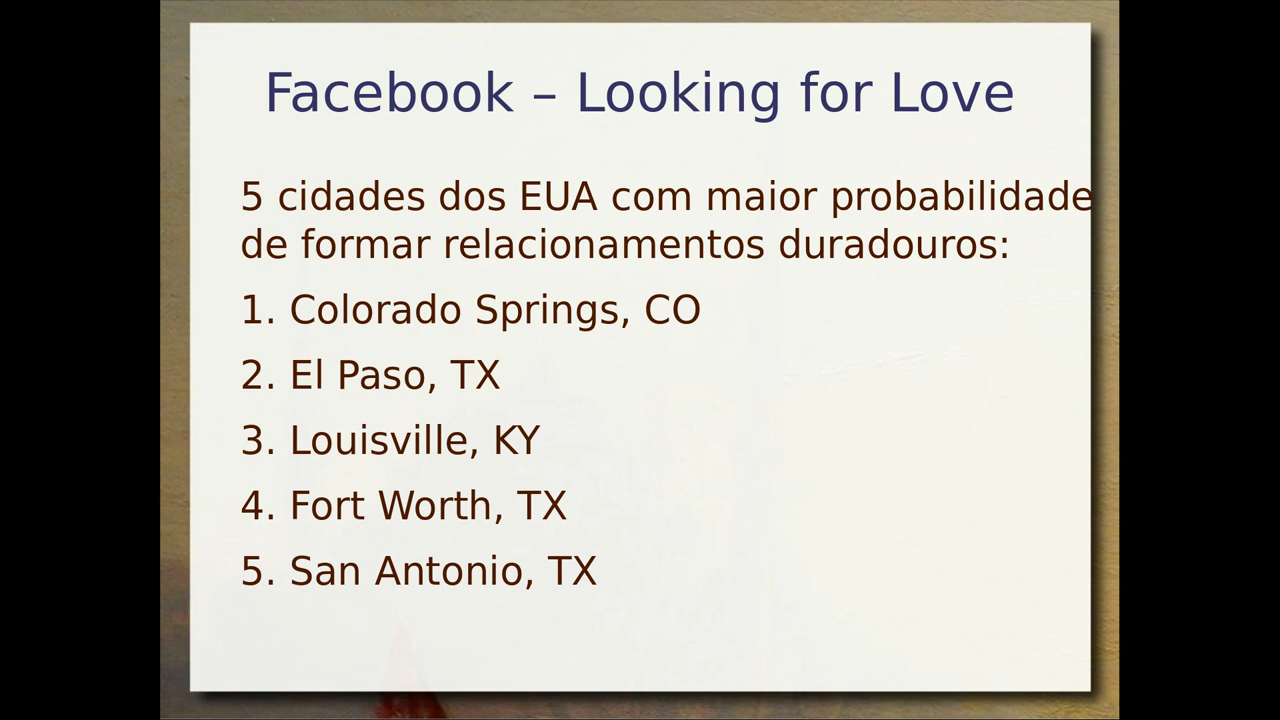 Facebook – Looking for Love
5 cidades dos EUA com maior probabilidade
de formar relacionamentos duradouros:
1. Colorado Springs, CO
2. El Paso, TX
3. Louisville, KY
4. Fort Worth, TX
5. San Antonio, TX